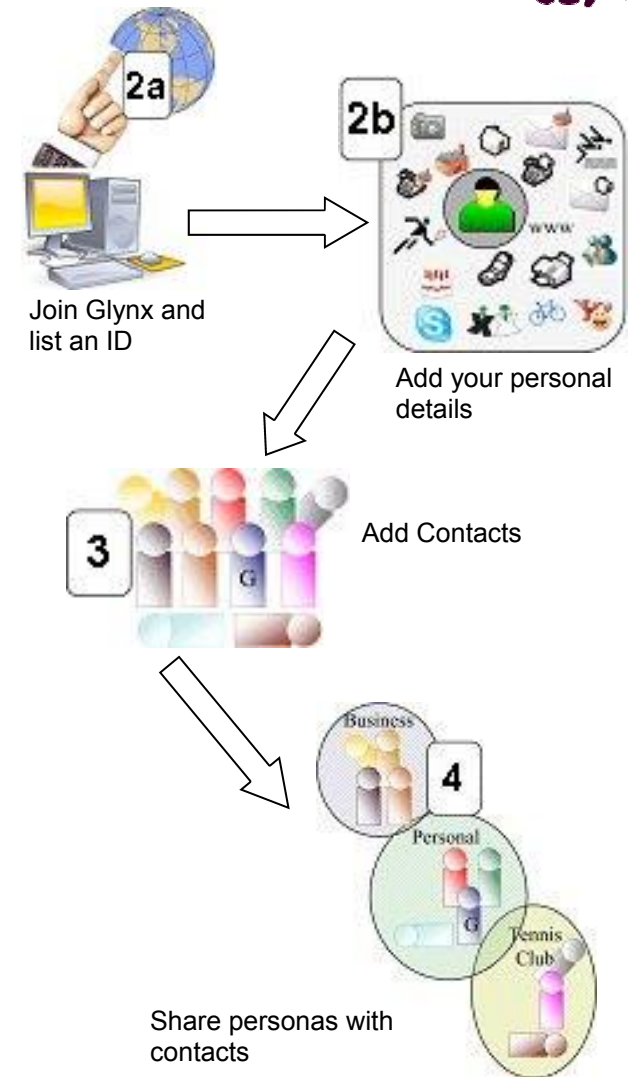 2a
2b
www
Join Glynx and
list an ID
Add your personal
details
3
G
Add Contacts
Business
4
Personal
G
Tennis
Club
Share personas with
contacts